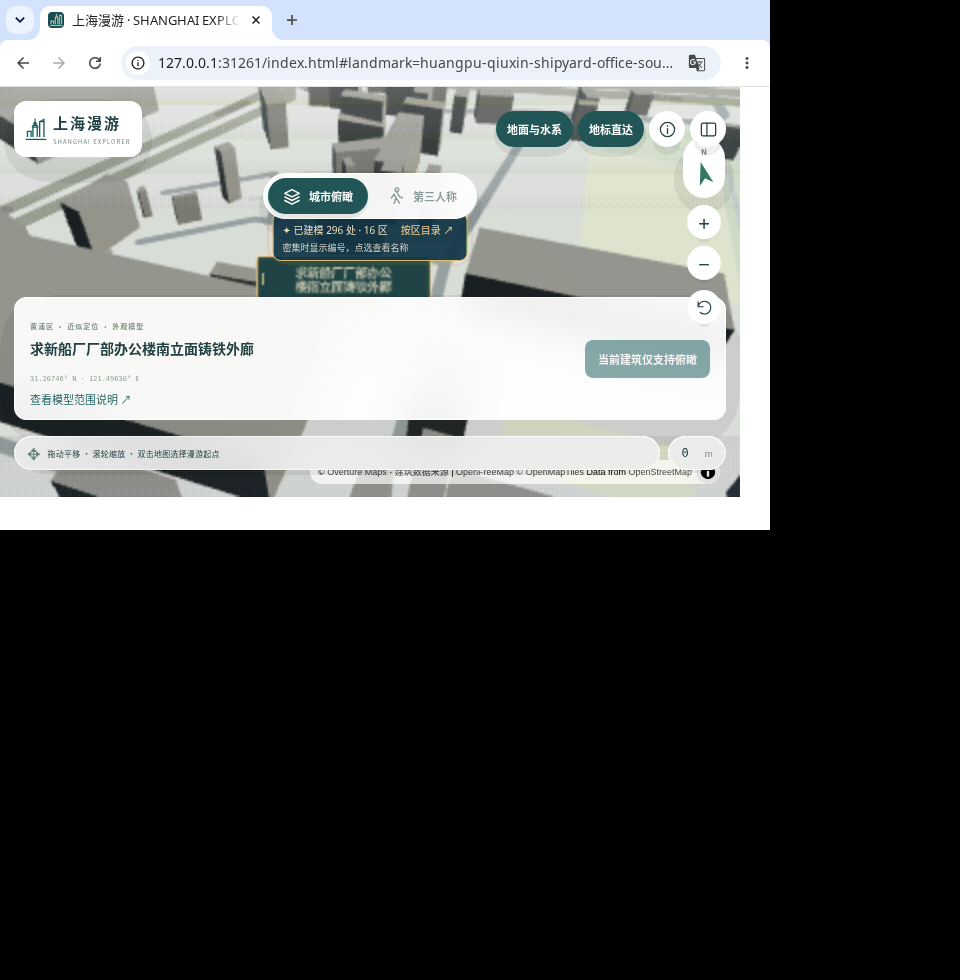 上海漫游 · SHANGHAI EXPLO
127.0.0.1:31261/index.html#landmark=huangpu-qiuxin-shipyard-office-sou...
上海漫游
SHANGHAI EXPLORER
地面与水系
地标直达
N
城市俯瞰
第三人称
✦ 已建模 296 处 · 16 区 按区目录 ↗
密集时显示编号，点选查看名称
求新船厂厂部办公
楼南立面铸铁外廊
黄浦区 · 近似定位 · 外观模型
求新船厂厂部办公楼南立面铸铁外廊
31.20746° N · 121.49630° E
查看模型范围说明 ↗
当前建筑仅支持俯瞰
拖动平移 · 滚轮缩放 · 双击地图选择漫游起点
0 m
© Overture Maps · 建筑数据来源 | OpenFreeMap © OpenMapTiles Data from OpenStreetMap